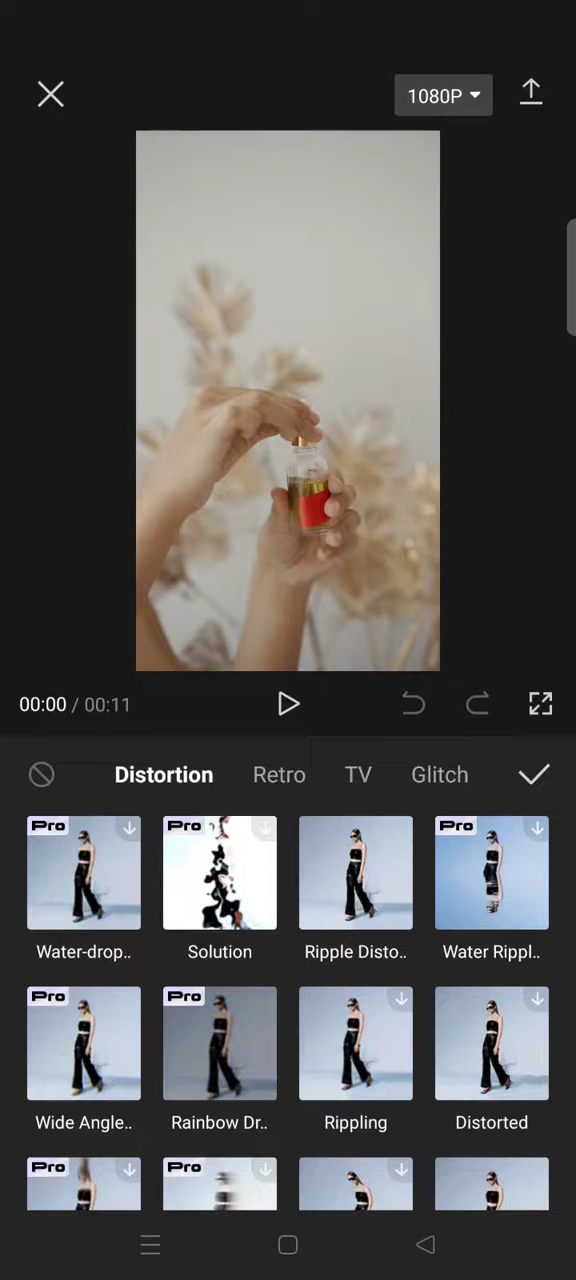 1080P
00:00 / 00:11
Distortion Retro TV Glitch
Pro Pro Pro
Water-drop.. Solution Ripple Disto.. Water Rippl..
Pro Pro
Wide Angle.. Rainbow Dr.. Rippling Distorted
Pro Pro